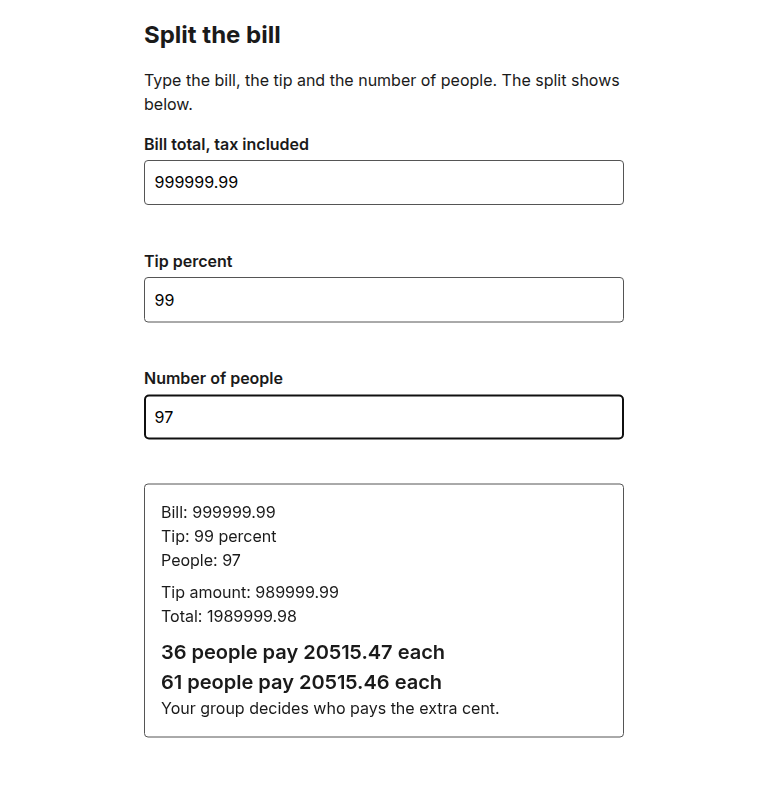 Split the bill
Type the bill, the tip and the number of people. The split shows
below.
Bill total, tax included
999999.99
Tip percent
99
Number of people
97
Bill: 999999.99
Tip: 99 percent
People: 97
Tip amount: 989999.99
Total: 1989999.98
36 people pay 20515.47 each
61 people pay 20515.46 each
Your group decides who pays the extra cent.